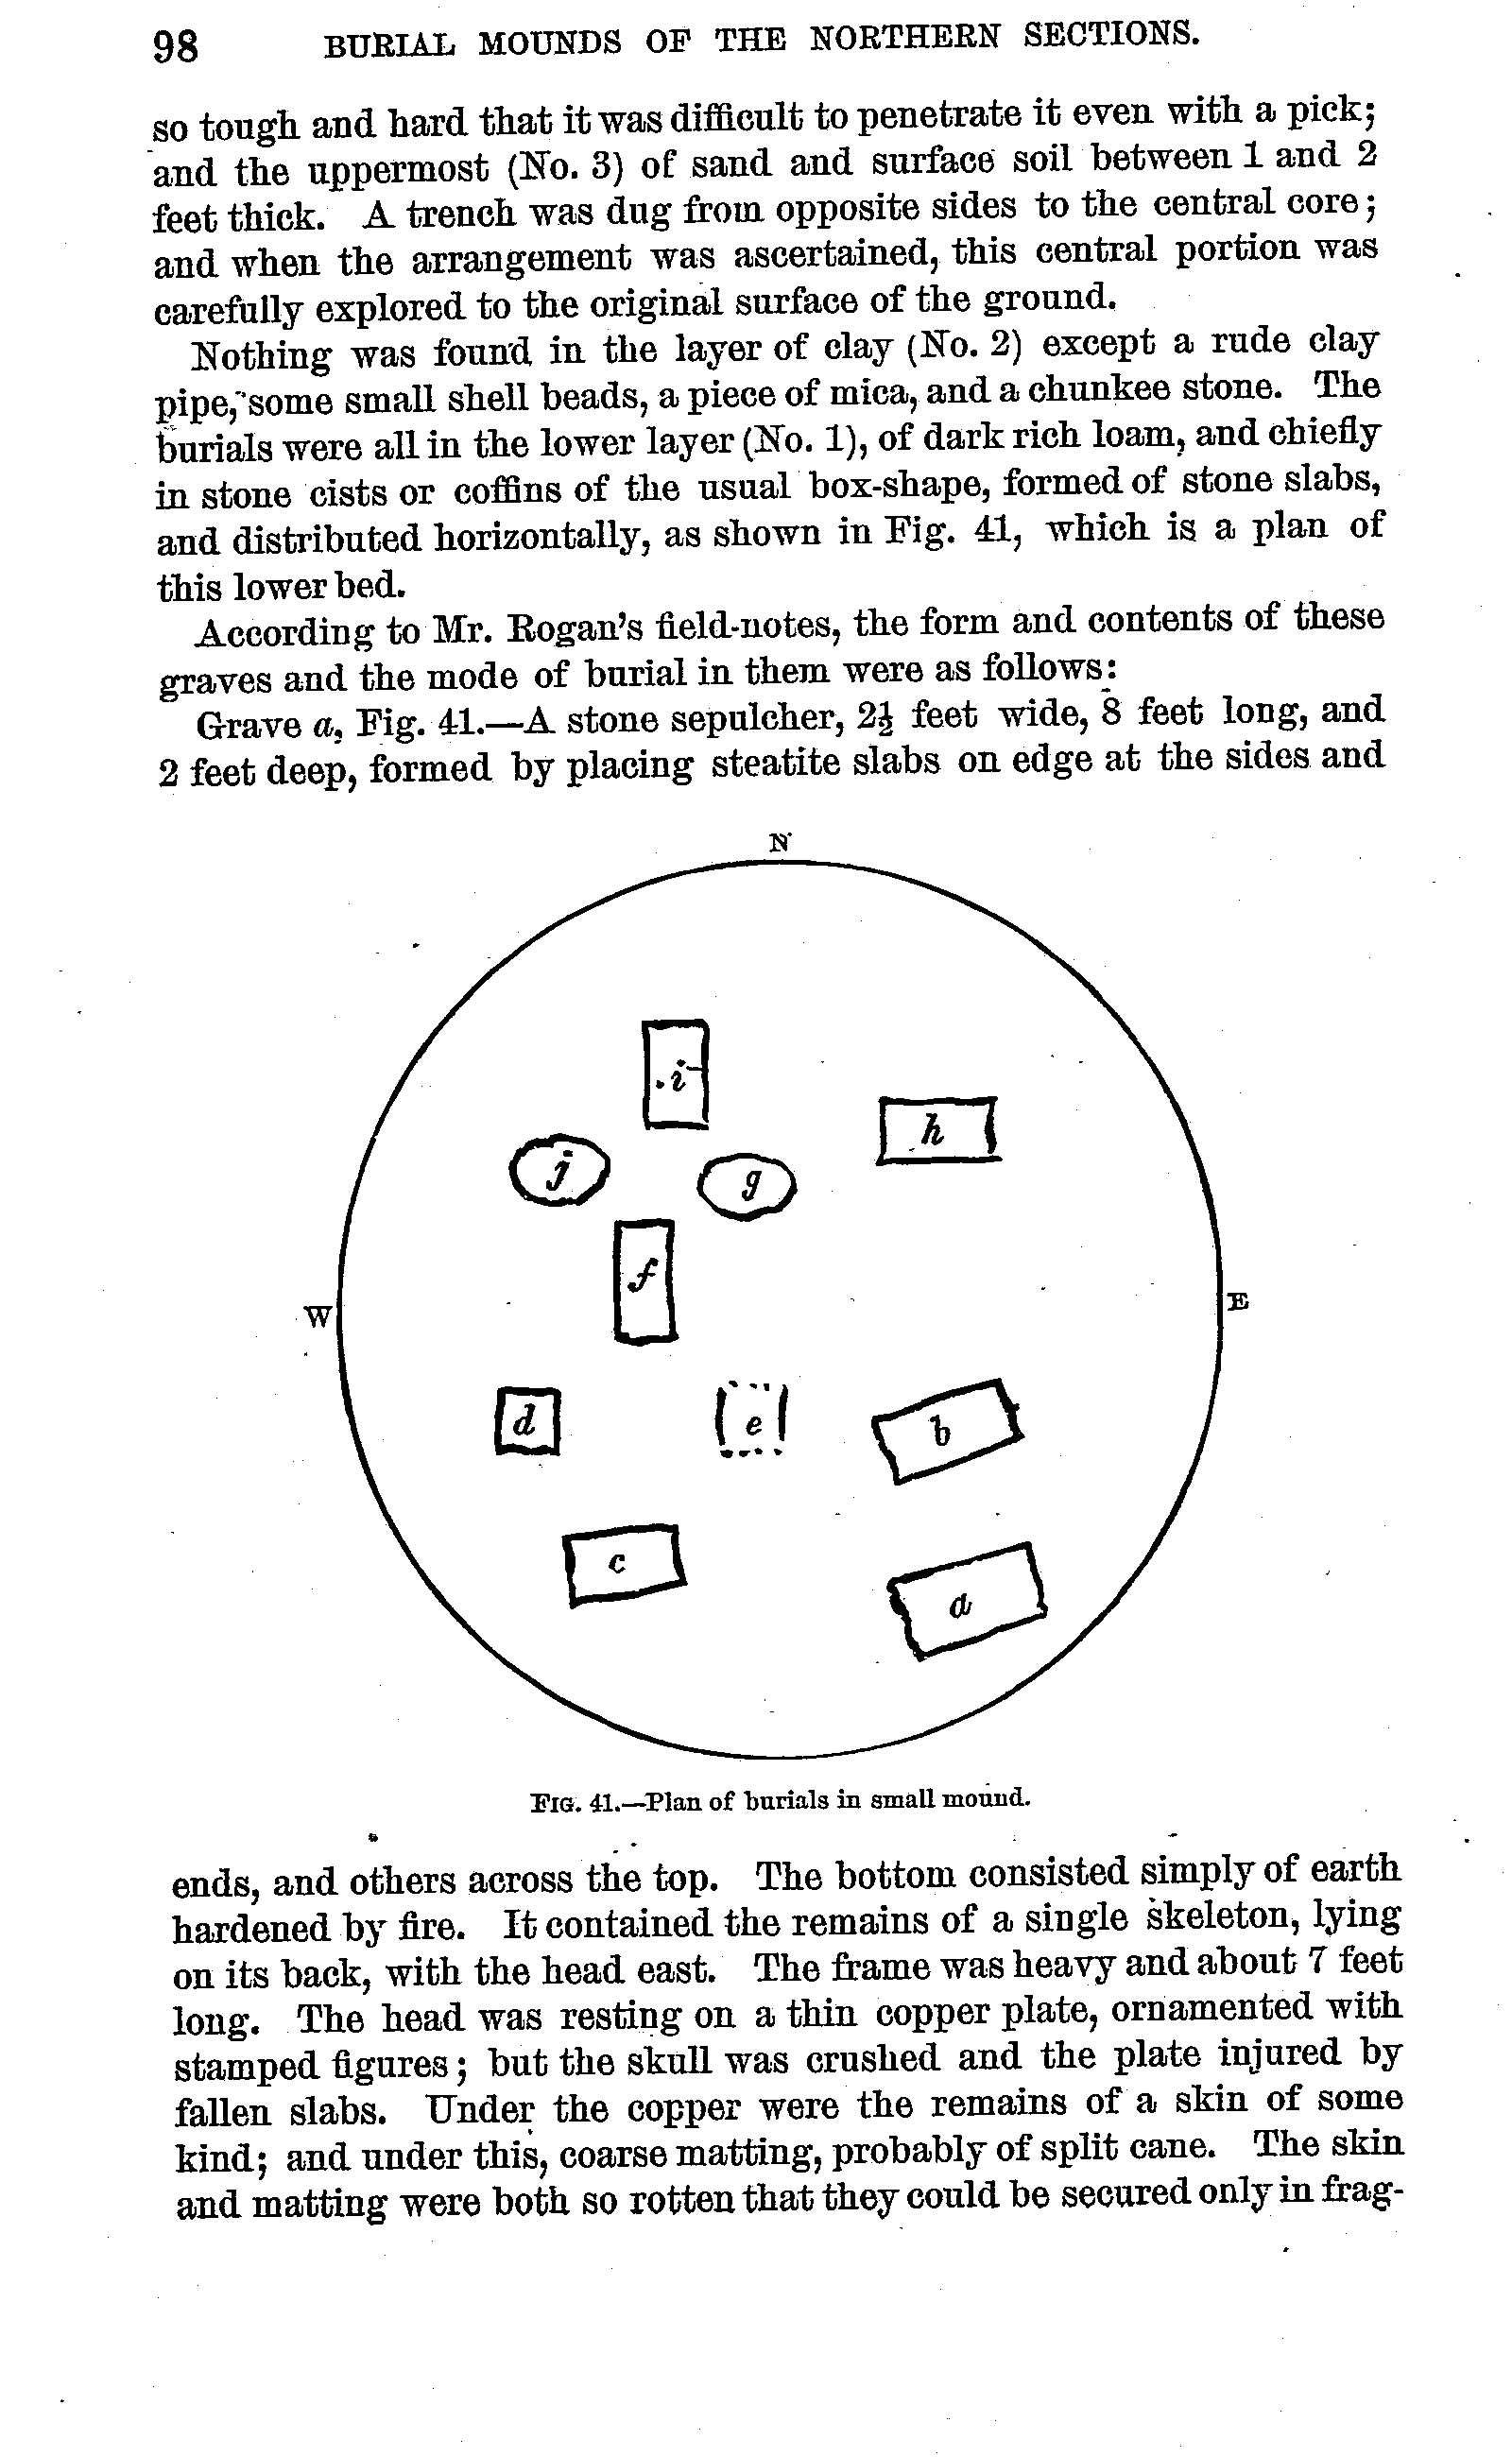 98 BURIAL MOUNDS OF THE NORTHERN SECTIONS.
so tough and hard that it was difficult to penetrate it even with a pick;
and the uppermost (No. 3) of sand and surface soil between 1 and 2
feet thick. A trench was dug from opposite sides to the central core;
and when the arrangement was ascertained, this central portion was
carefully explored to the original surface of the ground.
Nothing was found in the layer of clay (No. 2) except a rude clay
pipe, some small shell beads, a piece of mica, and a chunkee stone. The
burials were all in the lower layer (No. 1), of dark rich loam, and chiefly
in stone cists or coffins of the usual box-shape, formed of stone slabs,
and distributed horizontally, as shown in Fig. 41, which is a plan of
this lower bed.
According to Mr. Rogan's field-notes, the form and contents of these
graves and the mode of burial in them were as follows:
Grave a, Fig. 41.—A stone sepulcher, 2½ feet wide, 8 feet long, and
2 feet deep, formed by placing steatite slabs on edge at the sides and
N
i
h
j
g
f
W
E
d
e
b
c
a
FIG. 41.—Plan of burials in small mound.
ends, and others across the top. The bottom consisted simply of earth
hardened by fire. It contained the remains of a single skeleton, lying
on its back, with the head east. The frame was heavy and about 7 feet
long. The head was resting on a thin copper plate, ornamented with
stamped figures; but the skull was crushed and the plate injured by
fallen slabs. Under the copper were the remains of a skin of some
kind; and under this, coarse matting, probably of split cane. The skin
and matting were both so rotten that they could be secured only in frag-